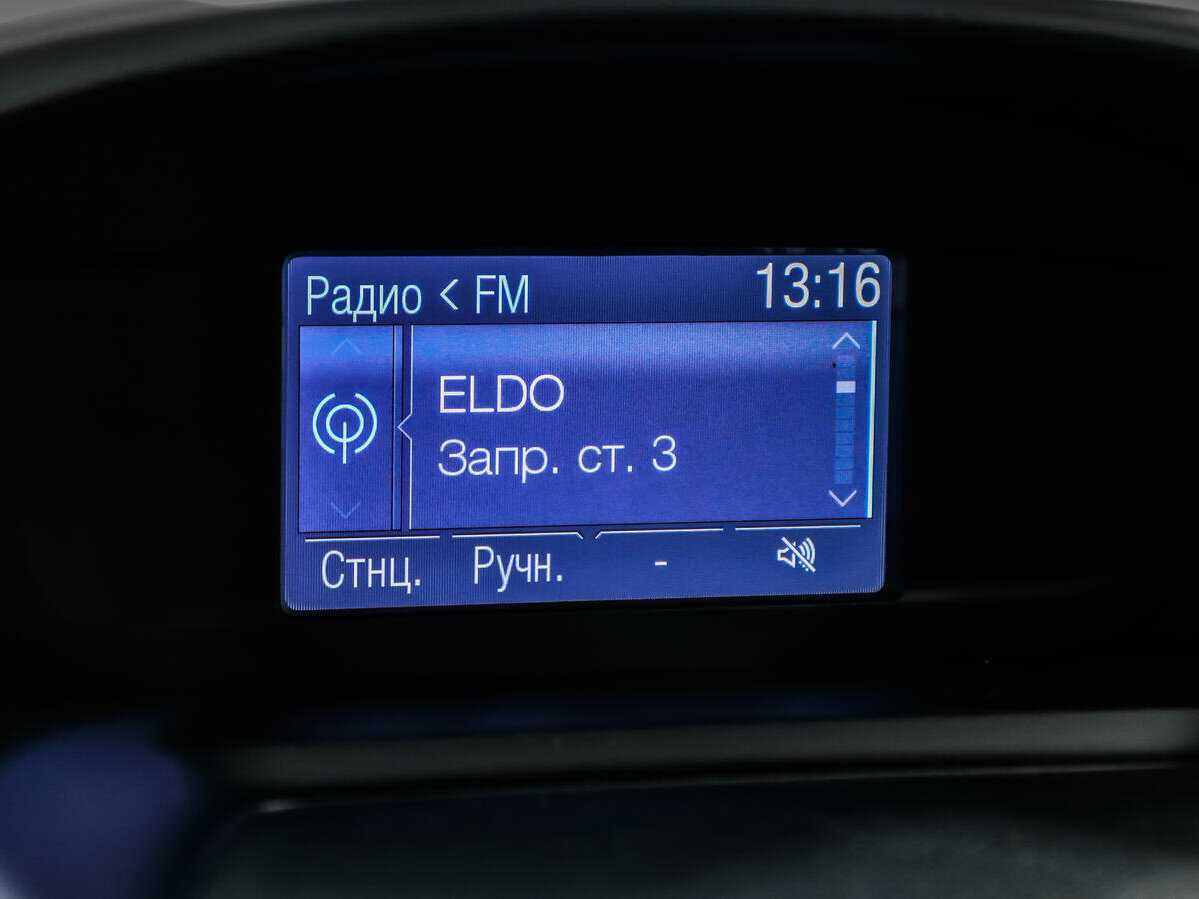 Радио < FM 13:16
ELDO
Запр. ст. 3
Стнц. Ручн. -